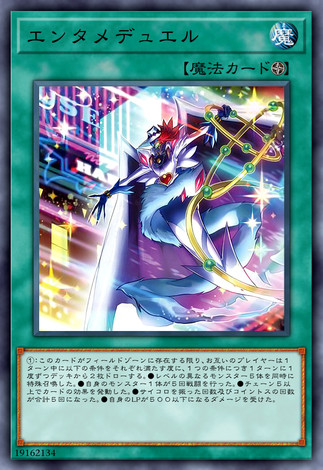 エンタメデュエル
魔
【魔法カード】
①:このカードがフィールドゾーンに存在する限り、お互いのプレイヤーは１
ターン中に以下の条件をそれぞれ満たす度に、１つの条件につき１ターンに１
度ずつデッキから２枚ドローする。●レベルの異なるモンスター５体を同時に
特殊召喚した。●自身のモンスター１体が５回戦闘を行った。●チェーン５以
上でカードの効果を発動した。●サイコロを振った回数及びコイントスの回数
が合計５回になった。●自身のLPが５００以下になるダメージを受けた。
19162134